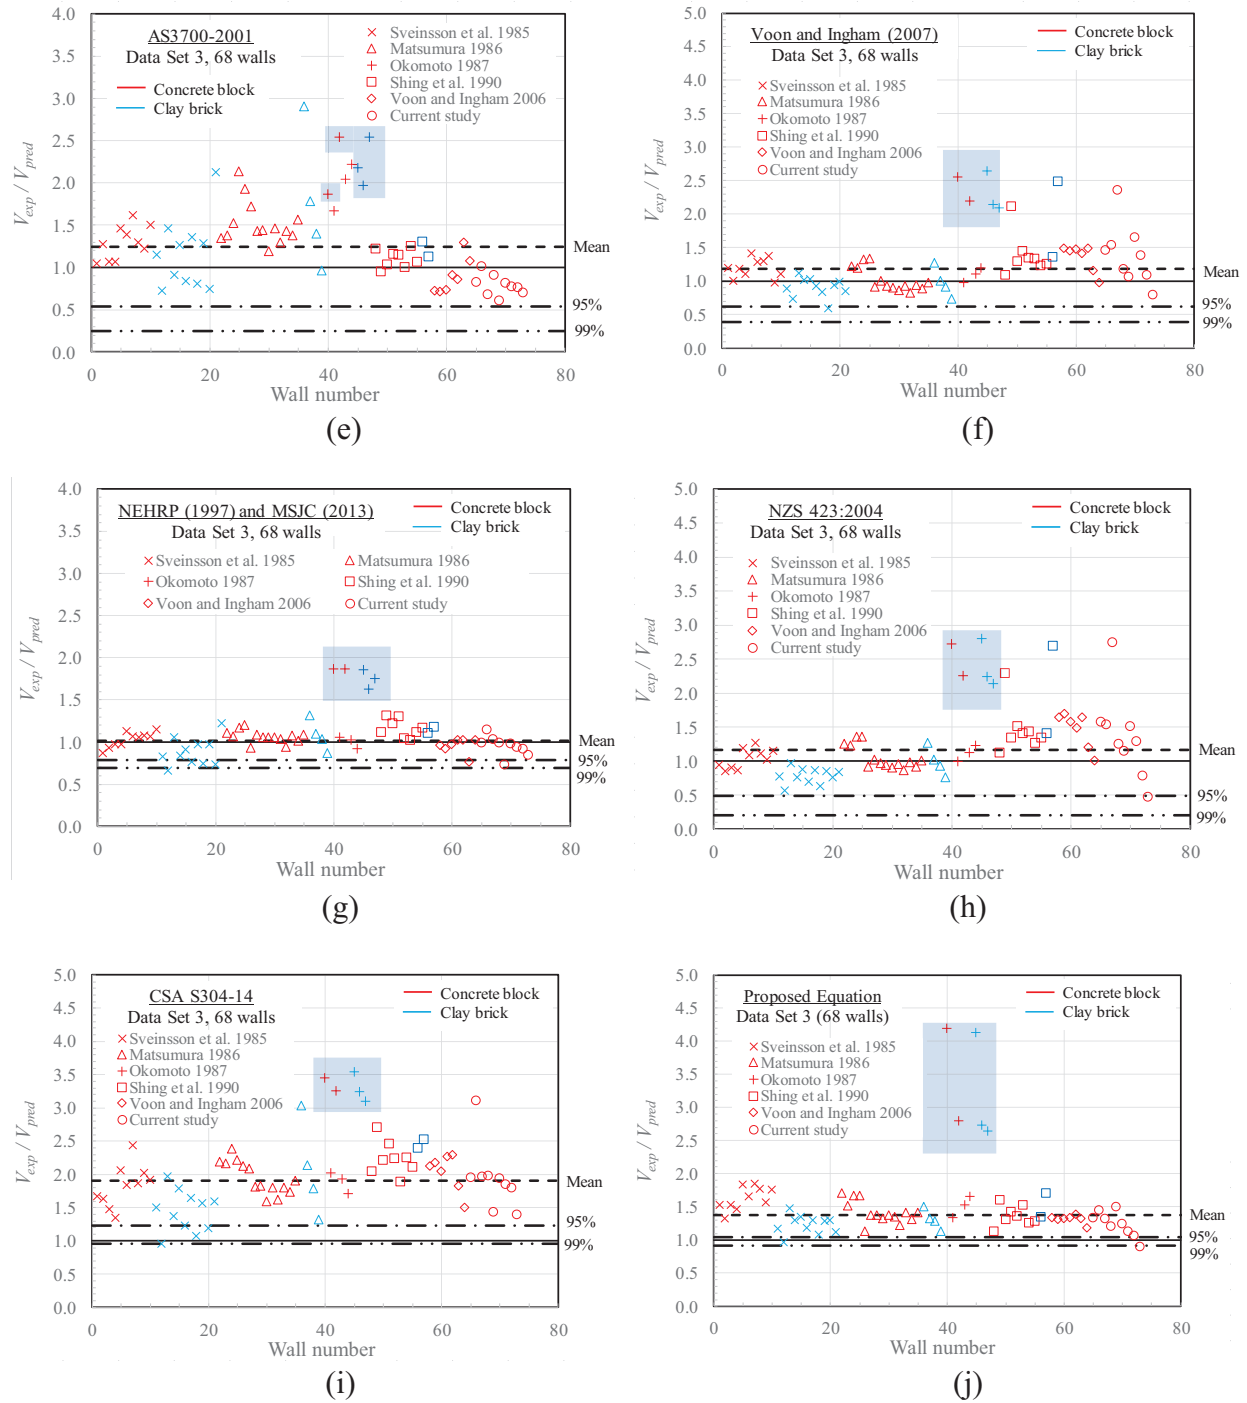 4.0
3.5
3.0
2.5
2.0
1.5
1.0
0.5
0.0
V_exp / V_pred
AS3700-2001
Data Set 3, 68 walls
Concrete block
Clay brick
Sveinsson et al. 1985
Matsumura 1986
Okomoto 1987
Shing et al. 1990
Voon and Ingham 2006
Current study
Mean
95%
99%
0 20 40 60 80
Wall number
(e)
5.0
4.5
4.0
3.5
3.0
2.5
2.0
1.5
1.0
0.5
0.0
V_exp / V_pred
Voon and Ingham (2007)
Data Set 3, 68 walls
Sveinsson et al. 1985
Matsumura 1986
Okomoto 1987
Shing et al. 1990
Voon and Ingham 2006
Current study
Concrete block
Clay brick
Mean
95%
99%
0 20 40 60 80
Wall number
(f)
4.0
3.5
3.0
2.5
2.0
1.5
1.0
0.5
0.0
V_exp / V_pred
NEHRP (1997) and MSJC (2013)
Data Set 3, 68 walls
Concrete block
Clay brick
Sveinsson et al. 1985 Matsumura 1986
Okomoto 1987 Shing et al. 1990
Voon and Ingham 2006 Current study
Mean
95%
99%
0 20 40 60 80
Wall number
(g)
5.0
4.5
4.0
3.5
3.0
2.5
2.0
1.5
1.0
0.5
0.0
V_exp / V_pred
NZS 423:2004
Data Set 3, 68 walls
Sveinsson et al. 1985
Matsumura 1986
Okomoto 1987
Shing et al. 1990
Voon and Ingham 2006
Current study
Concrete block
Clay brick
Mean
95%
99%
0 20 40 60 80
Wall number
(h)
5.0
4.5
4.0
3.5
3.0
2.5
2.0
1.5
1.0
0.5
0.0
V_exp / V_pred
CSA S304-14
Data Set 3, 68 walls
Sveinsson et al. 1985
Matsumura 1986
Okomoto 1987
Shing et al. 1990
Voon and Ingham 2006
Current study
Concrete block
Clay brick
Mean
95%
99%
0 20 40 60 80
Wall number
(i)
5.0
4.5
4.0
3.5
3.0
2.5
2.0
1.5
1.0
0.5
0.0
V_exp / V_pred
Proposed Equation
Data Set 3 (68 walls)
Sveinsson et al. 1985
Matsumura 1986
Okomoto 1987
Shing et al. 1990
Voon and Ingham 2006
Current study
Concrete block
Clay brick
Mean
95%
99%
0 20 40 60 80
Wall number
(j)